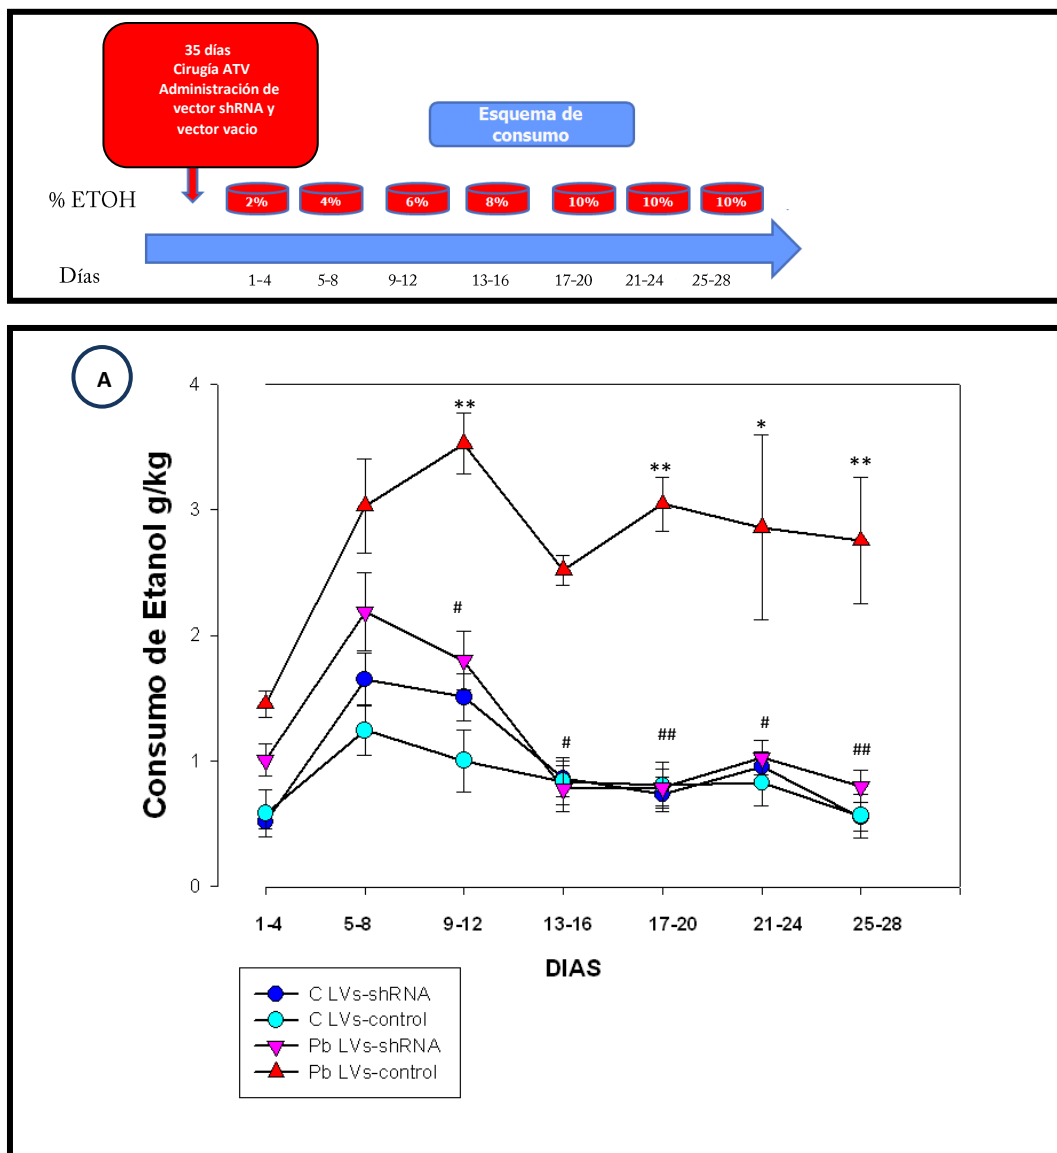 35 días
Cirugía ATV
Administración de
vector shRNA y
vector vacio
Esquema de
consumo
% ETOH
2% 4% 6% 8% 10% 10% 10%
Días
1-4 5-8 9-12 13-16 17-20 21-24 25-28
A
Consumo de Etanol g/kg
4
3
2
1
0
**
**
*
**
#
#
##
#
##
1-4 5-8 9-12 13-16 17-20 21-24 25-28
DIAS
C LVs-shRNA
C LVs-control
Pb LVs-shRNA
Pb LVs-control